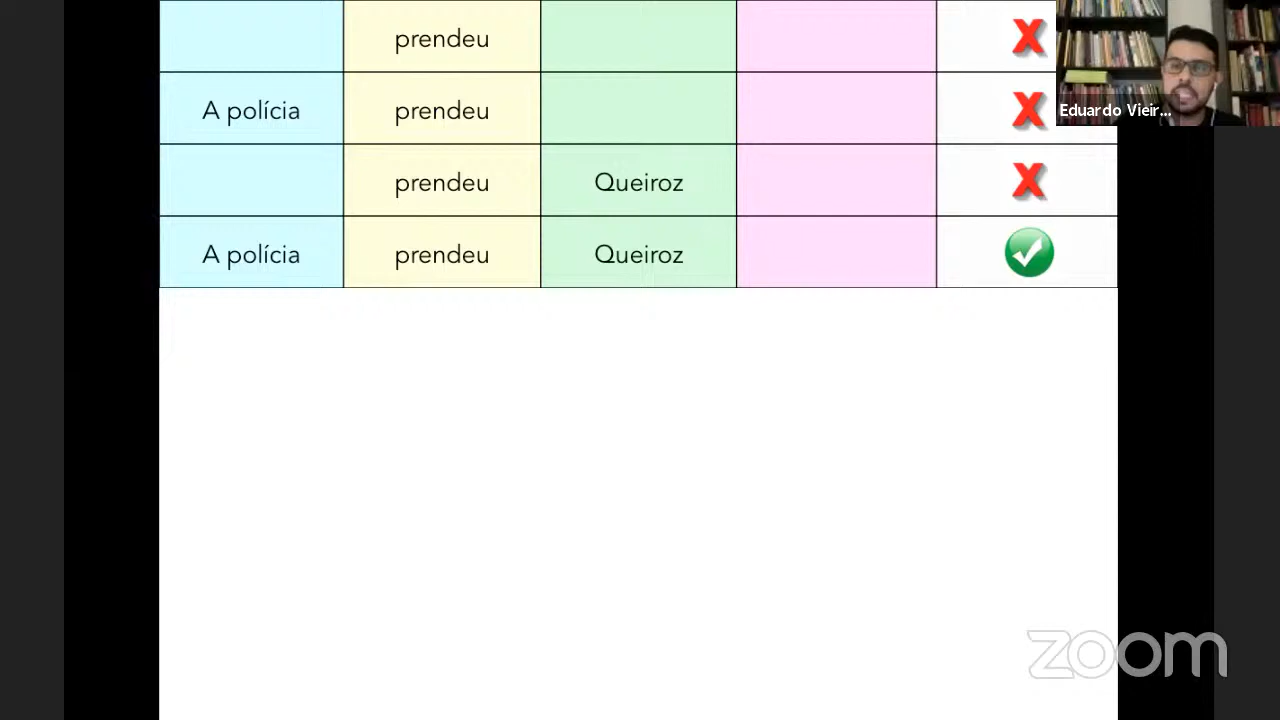 prendeu X
A polícia prendeu X
Eduardo Vieir...
prendeu Queiroz X
A polícia prendeu Queiroz
zoom